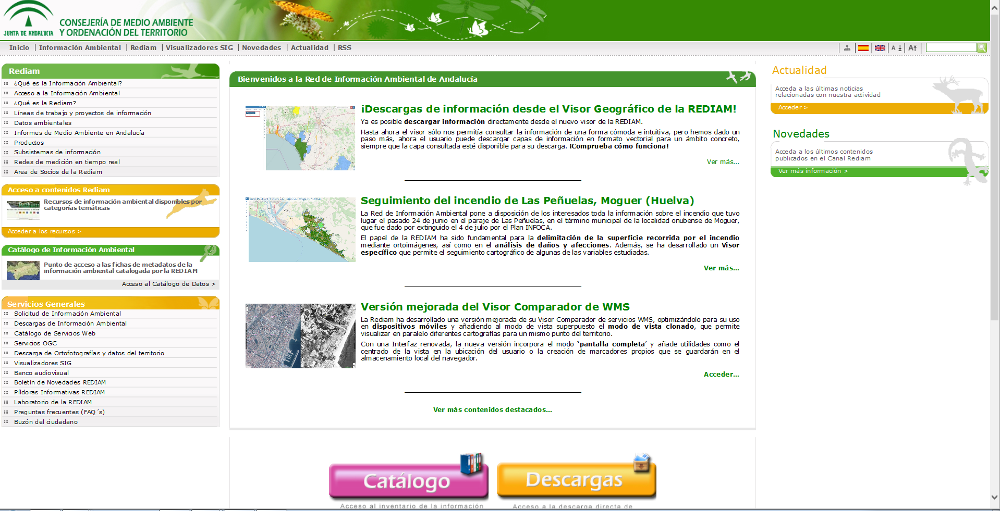 JUNTA DE ANDALUCIA
CONSEJERÍA DE MEDIO AMBIENTE
Y ORDENACIÓN DEL TERRITORIO
Inicio | Información Ambiental | Rediam | Visualizadores SIG | Novedades | Actualidad | RSS
Rediam
¿Qué es la Información Ambiental?
Acceso a la Información Ambiental
¿Qué es la Rediam?
Líneas de trabajo y proyectos de información
Datos ambientales
Informes de Medio Ambiente en Andalucía
Productos
Subsistemas de información
Redes de medición en tiempo real
Área de Socios de la Rediam
Acceso a contenidos Rediam
Recursos de información ambiental disponibles por
categorías temáticas
Acceder a los recursos >
Catálogo de Información Ambiental
Punto de acceso a las fichas de metadatos de la
información ambiental catalogada por la REDIAM
Acceso al Catálogo de Datos >
Servicios Generales
Solicitud de Información Ambiental
Descargas de Información Ambiental
Catálogo de Servicios Web
Servicios OGC
Descarga de Ortofotografías y datos del territorio
Visualizadores SIG
Banco audiovisual
Boletín de Novedades REDIAM
Píldoras Informativas REDIAM
Laboratorio de la REDIAM
Preguntas frecuentes (FAQ´s)
Buzón del ciudadano
Bienvenidos a la Red de Información Ambiental de Andalucía
¡Descargas de información desde el Visor Geográfico de la REDIAM!
Ya es posible descargar información directamente desde el nuevo visor de la REDIAM.
Hasta ahora el visor sólo nos permitía consultar la información de una forma cómoda e intuitiva, pero hemos dado un
paso más, ahora el usuario puede descargar capas de información en formato vectorial para un ámbito concreto,
siempre que la capa consultada esté disponible para su descarga. ¡Comprueba cómo funciona!
Ver más...
Seguimiento del incendio de Las Peñuelas, Moguer (Huelva)
La Red de Información Ambiental pone a disposición de los interesados toda la información sobre el incendio que tuvo
lugar el pasado 24 de junio en el paraje de Las Peñuelas, en el término municipal de la localidad onubense de Moguer,
que fue dado por extinguido el 4 de julio por el Plan INFOCA.
El papel de la REDIAM ha sido fundamental para la delimitación de la superficie recorrida por el incendio
mediante ortoimágenes, así como en el análisis de daños y afecciones. Además, se ha desarrollado un Visor
específico que permite el seguimiento cartográfico de algunas de las variables estudiadas.
Ver más...
Versión mejorada del Visor Comparador de WMS
La Rediam ha desarrollado una versión mejorada de su Visor Comparador de servicios WMS, optimizándolo para su uso
en dispositivos móviles y añadiendo al modo de vista superpuesto el modo de vista clonado, que permite
visualizar en paralelo diferentes cartografías para un mismo punto del territorio.
Con una Interfaz renovada, la nueva versión incorpora el modo 'pantalla completa' y añade utilidades como el
centrado de la vista en la ubicación del usuario o la creación de marcadores propios que se guardarán en el
almacenamiento local del navegador.
Acceder...
Ver más contenidos destacados...
Catálogo
Acceso al inventario de la información
Descargas
Acceso a la descarga directa de
Actualidad
Acceda a las últimas noticias
relacionadas con nuestra actividad
Acceder >
Novedades
Acceda a los últimos contenidos
publicados en el Canal Rediam
Ver más información >